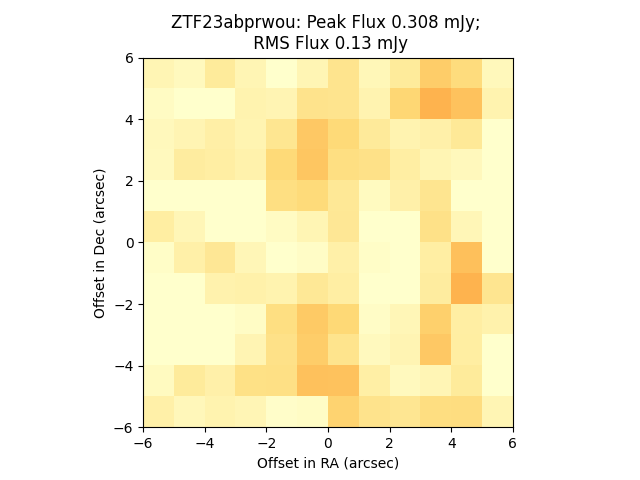 ZTF23abprwou: Peak Flux 0.308 mJy;
RMS Flux 0.13 mJy
6
4
2
0
−2
−4
−6
Offset in Dec (arcsec)
−6 −4 −2 0 2 4 6
Offset in RA (arcsec)